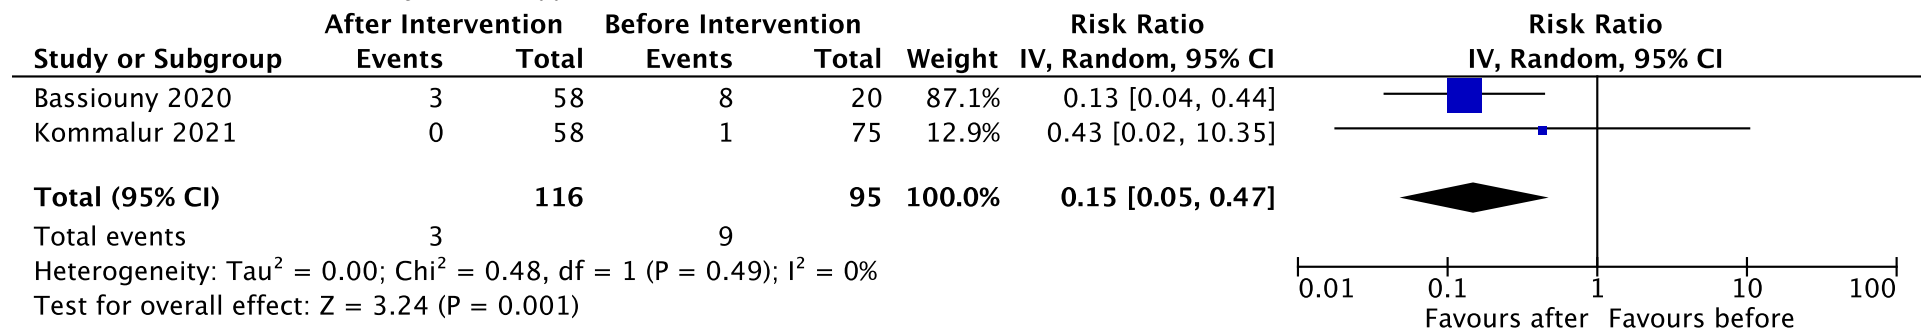 After Intervention Before Intervention Risk Ratio Risk Ratio
Study or Subgroup Events Total Events Total Weight IV, Random, 95% CI IV, Random, 95% CI
Bassiouny 2020 3 58 8 20 87.1% 0.13 [0.04, 0.44]
Kommalur 2021 0 58 1 75 12.9% 0.43 [0.02, 10.35]
Total (95% CI) 116 95 100.0% 0.15 [0.05, 0.47]
Total events 3 9
Heterogeneity: Tau² = 0.00; Chi² = 0.48, df = 1 (P = 0.49); I² = 0%
Test for overall effect: Z = 3.24 (P = 0.001)
0.01 0.1 1 10 100
Favours after Favours before